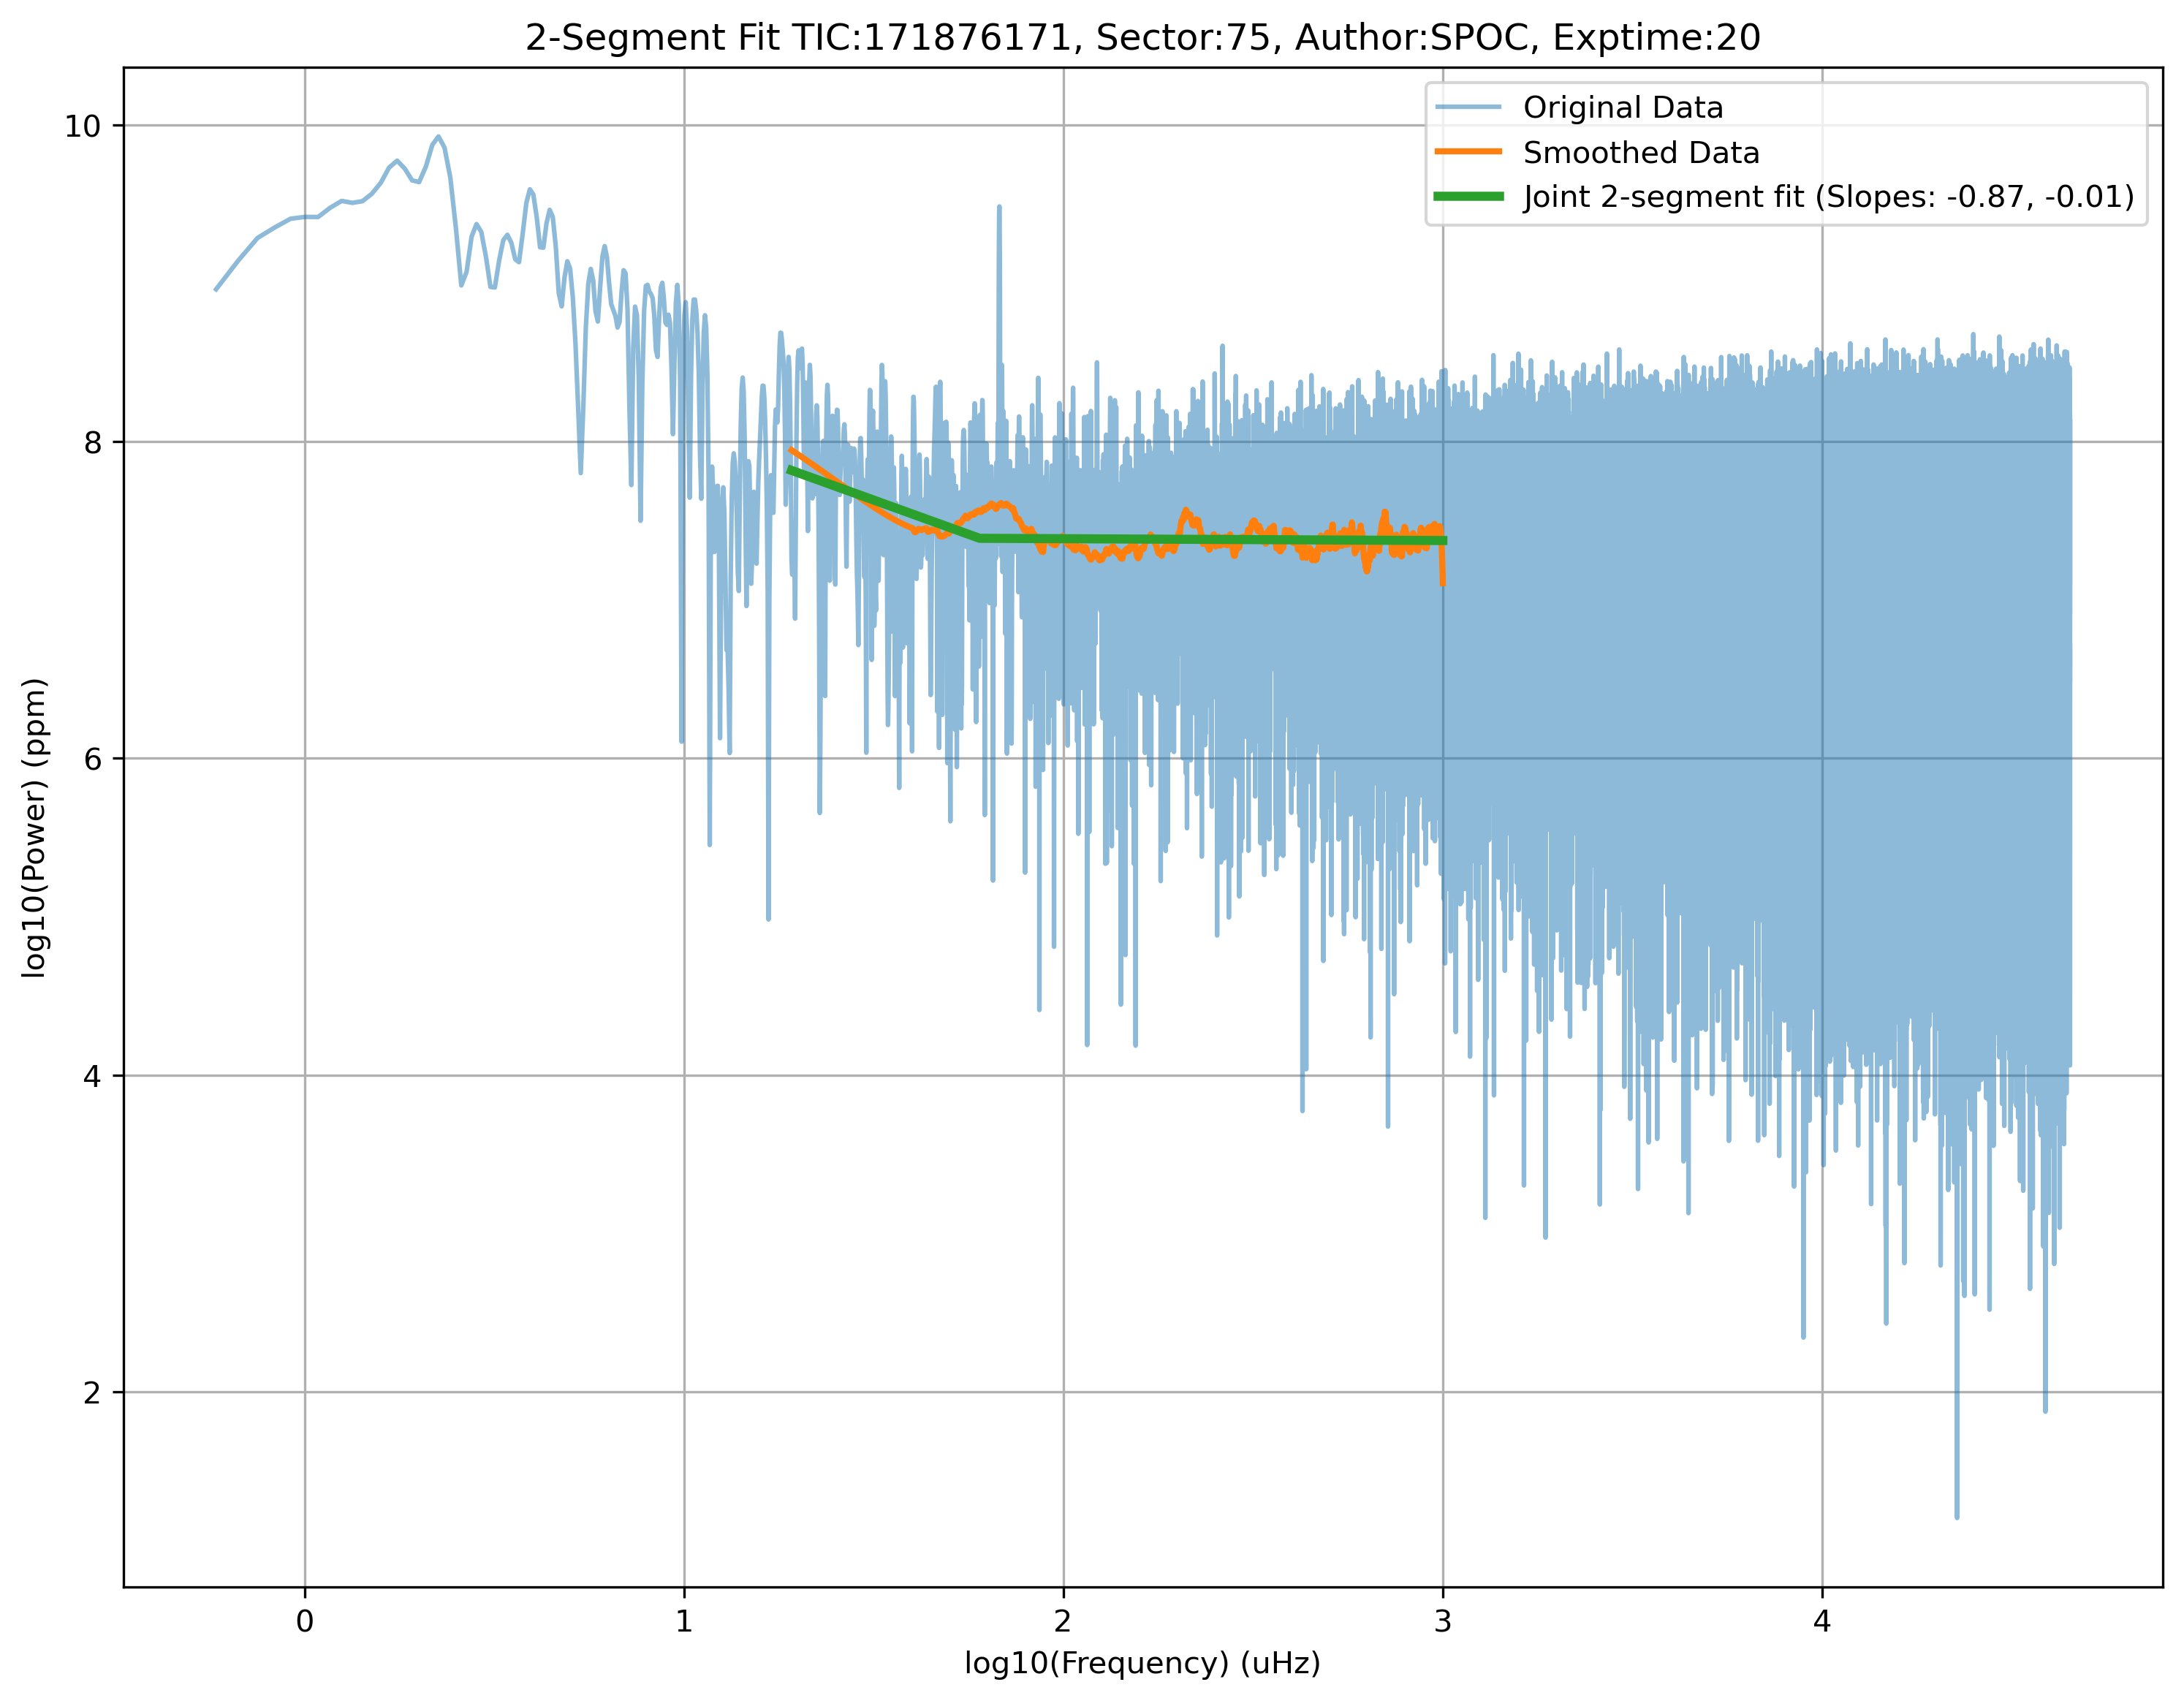 2-Segment Fit TIC:171876171, Sector:75, Author:SPOC, Exptime:20
Original Data
Smoothed Data
Joint 2-segment fit (Slopes: -0.87, -0.01)
log10(Power) (ppm)
10
8
6
4
2
0
1
2
3
4
log10(Frequency) (uHz)